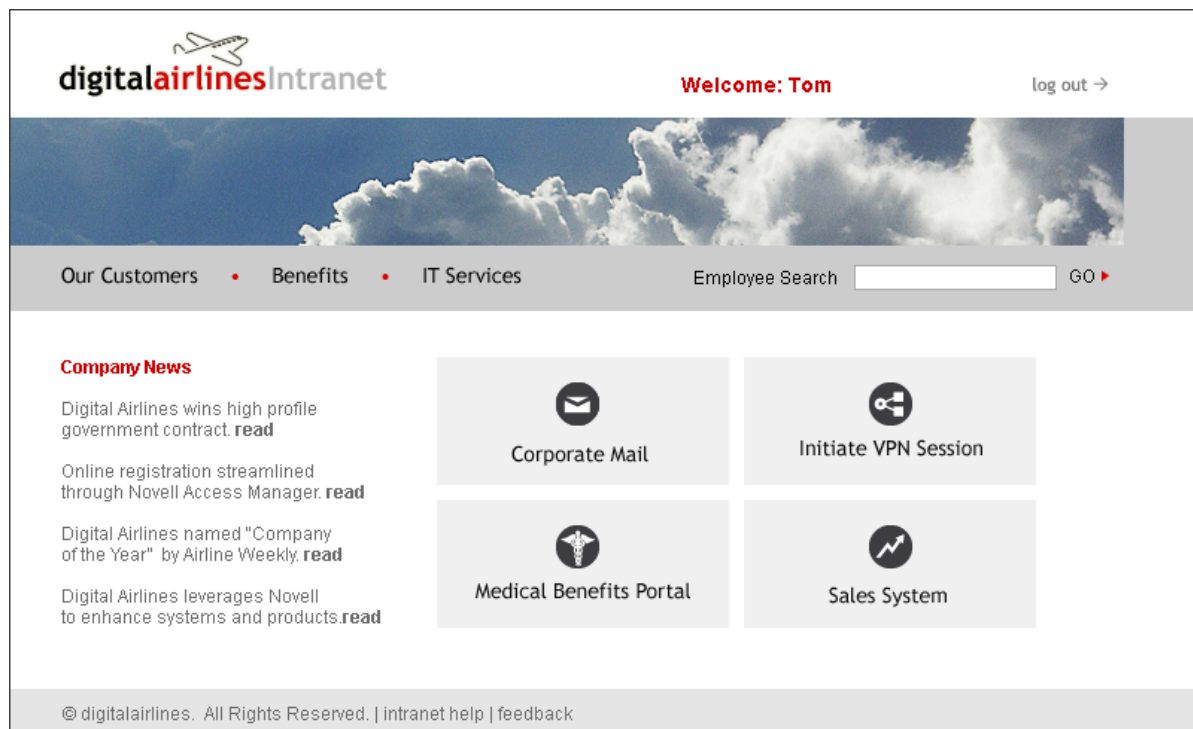 digitalairlinesIntranet
Welcome: Tom
log out →
Our Customers • Benefits • IT Services
Employee Search GO
Company News
Digital Airlines wins high profile
government contract. read
Online registration streamlined
through Novell Access Manager. read
Digital Airlines named "Company
of the Year" by Airline Weekly. read
Digital Airlines leverages Novell
to enhance systems and products.read
Corporate Mail
Initiate VPN Session
Medical Benefits Portal
Sales System
© digitalairlines. All Rights Reserved. | intranet help | feedback